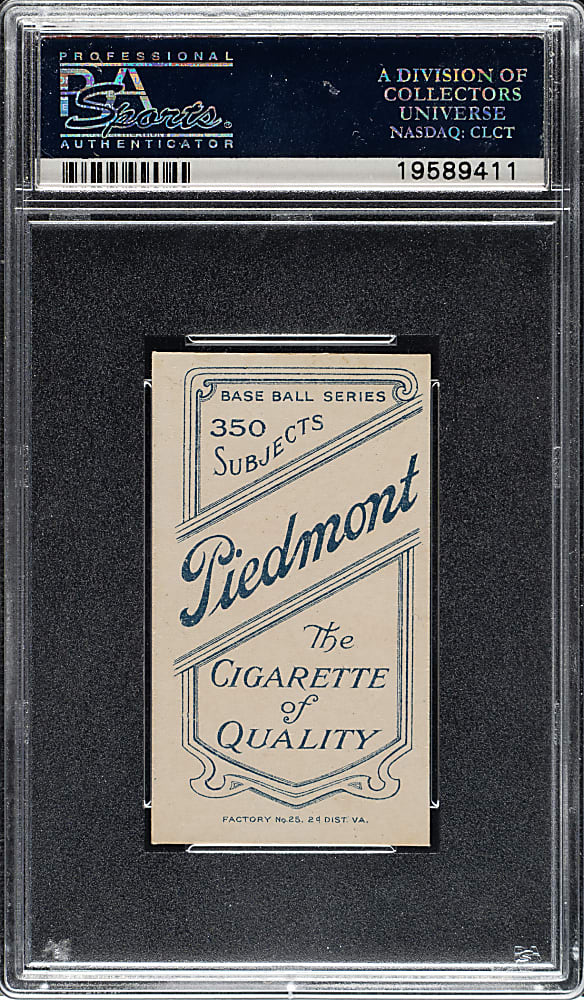 PROFESSIONAL
PSA
Sports
AUTHENTICATOR
A DIVISION OF
COLLECTORS
UNIVERSE
NASDAQ: CLCT
19589411
BASE BALL SERIES
350
SUBJECTS
Piedmont
The
CIGARETTE
of
QUALITY
FACTORY No. 25, 2d DIST. VA.
PSA